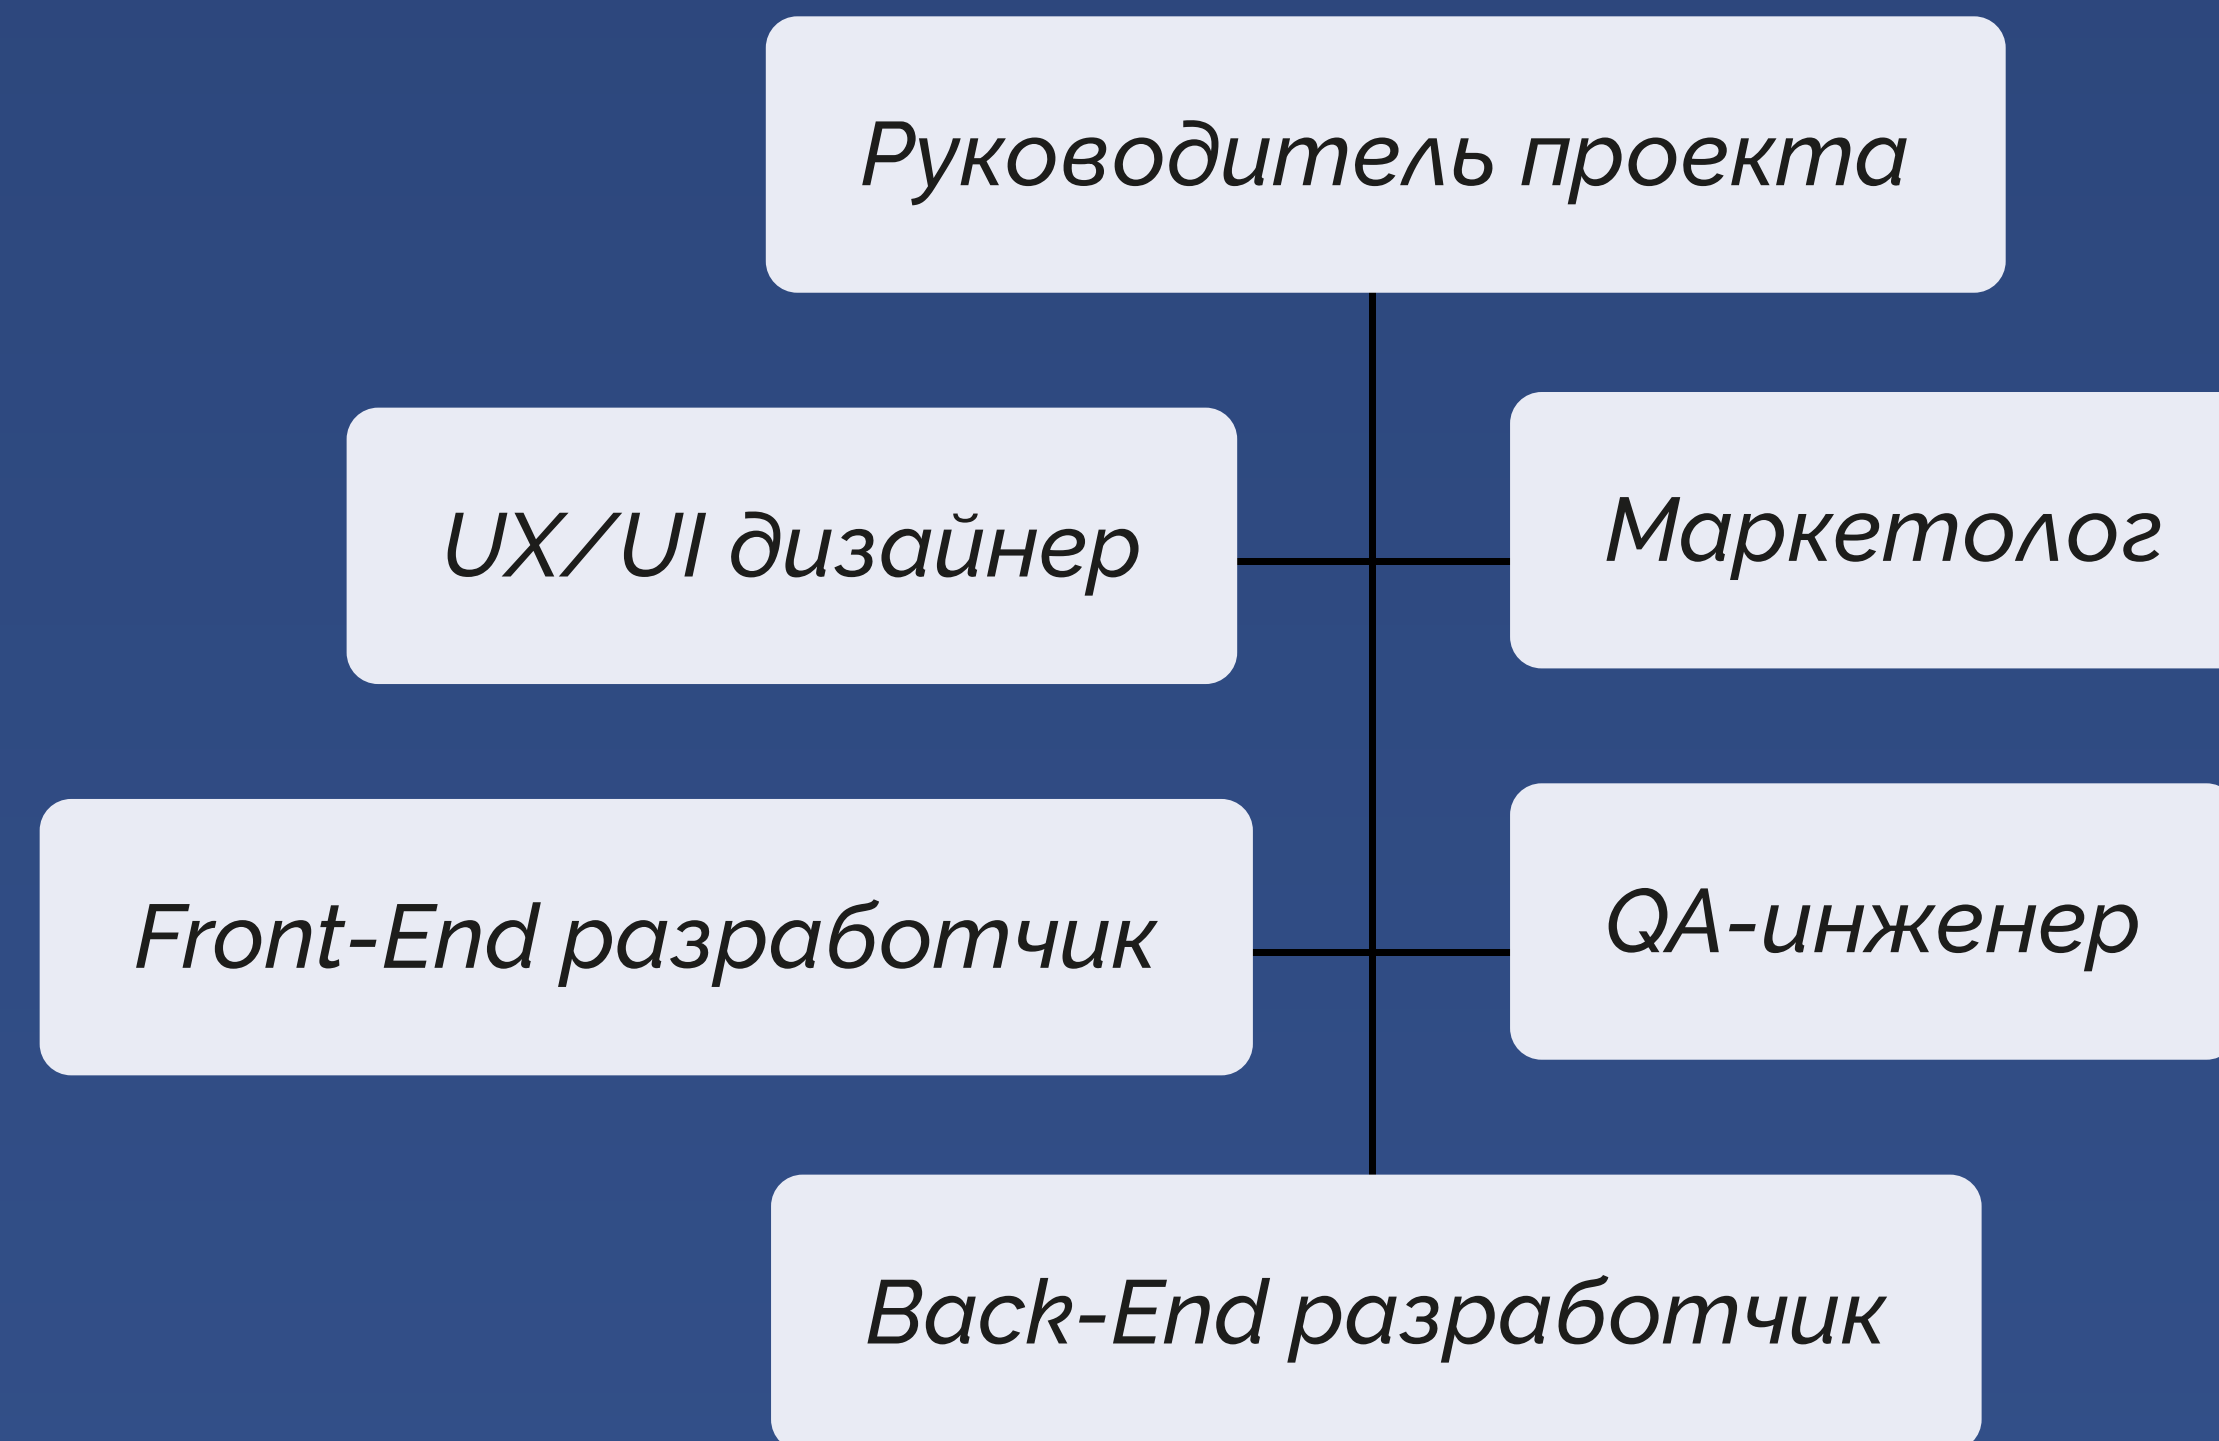 Руководитель проекта
UX/UI дизайнер
Маркетолог
Front-End разработчик
QA-инженер
Back-End разработчик